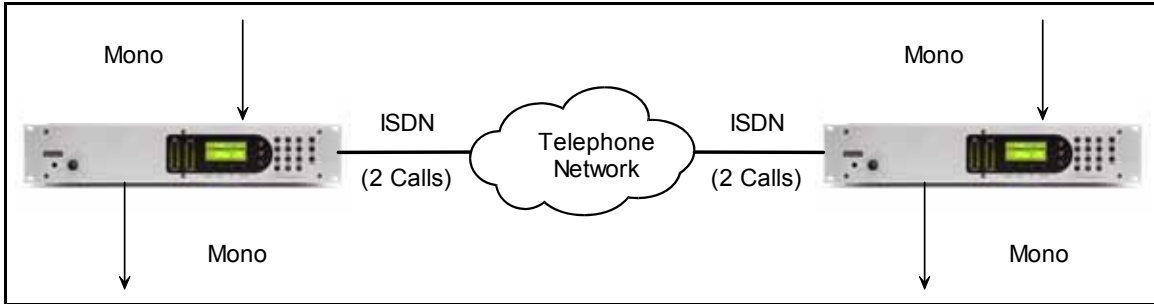 Mono
Mono
ISDN
(2 Calls)
Telephone
Network
ISDN
(2 Calls)
Mono
Mono